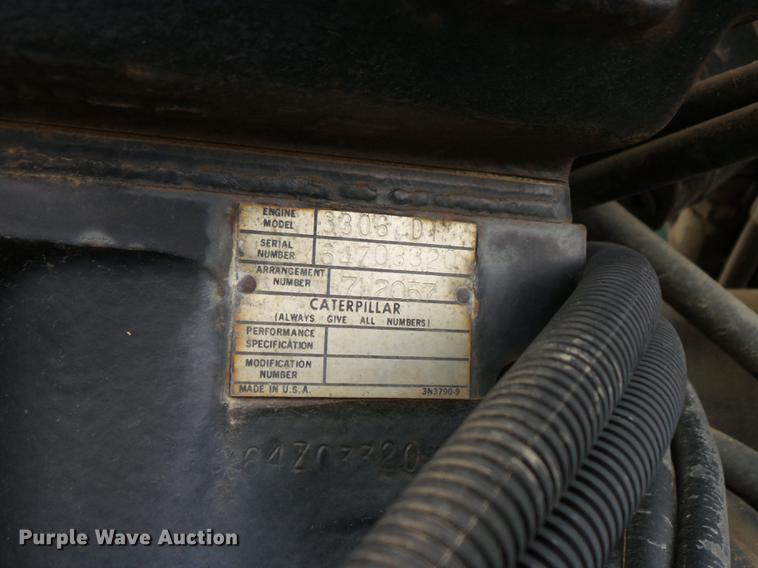 ENGINE
MODEL 3306 DI
SERIAL
NUMBER 64Z03320
ARRANGEMENT
NUMBER
CATERPILLAR
(ALWAYS GIVE ALL NUMBERS)
PERFORMANCE
SPECIFICATION
MODIFICATION
NUMBER
MADE IN U.S.A. 3N3790-9
64Z03320
Purple Wave Auction